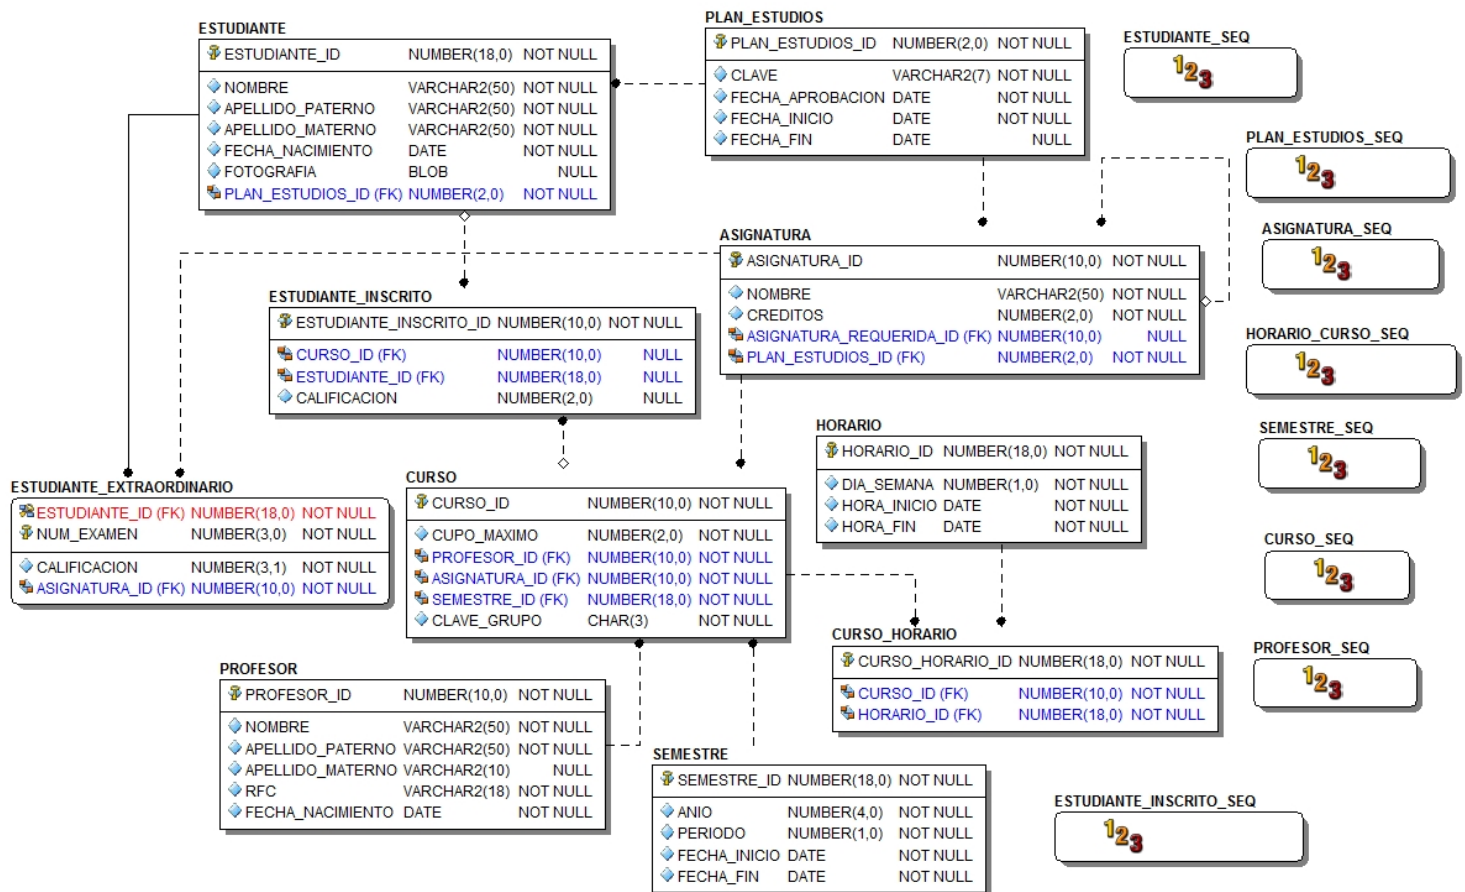 ESTUDIANTE
ESTUDIANTE_ID NUMBER(18,0) NOT NULL
NOMBRE VARCHAR2(50) NOT NULL
APELLIDO_PATERNO VARCHAR2(50) NOT NULL
APELLIDO_MATERNO VARCHAR2(50) NOT NULL
FECHA_NACIMIENTO DATE NOT NULL
FOTOGRAFIA BLOB NULL
PLAN_ESTUDIOS_ID (FK) NUMBER(2,0) NOT NULL
PLAN_ESTUDIOS
PLAN_ESTUDIOS_ID NUMBER(2,0) NOT NULL
CLAVE VARCHAR2(7) NOT NULL
FECHA_APROBACION DATE NOT NULL
FECHA_INICIO DATE NOT NULL
FECHA_FIN DATE NULL
ESTUDIANTE_SEQ
123
PLAN_ESTUDIOS_SEQ
123
ASIGNATURA_SEQ
123
ASIGNATURA
ASIGNATURA_ID NUMBER(10,0) NOT NULL
NOMBRE VARCHAR2(50) NOT NULL
CREDITOS NUMBER(2,0) NOT NULL
ASIGNATURA_REQUERIDA_ID (FK) NUMBER(10,0) NULL
PLAN_ESTUDIOS_ID (FK) NUMBER(2,0) NOT NULL
ESTUDIANTE_INSCRITO
ESTUDIANTE_INSCRITO_ID NUMBER(10,0) NOT NULL
CURSO_ID (FK) NUMBER(10,0) NULL
ESTUDIANTE_ID (FK) NUMBER(18,0) NULL
CALIFICACION NUMBER(2,0) NULL
HORARIO_CURSO_SEQ
123
SEMESTRE_SEQ
123
HORARIO
HORARIO_ID NUMBER(18,0) NOT NULL
DIA_SEMANA NUMBER(1,0) NOT NULL
HORA_INICIO DATE NOT NULL
HORA_FIN DATE NOT NULL
ESTUDIANTE_EXTRAORDINARIO
ESTUDIANTE_ID (FK) NUMBER(18,0) NOT NULL
NUM_EXAMEN NUMBER(3,0) NOT NULL
CALIFICACION NUMBER(3,1) NOT NULL
ASIGNATURA_ID (FK) NUMBER(10,0) NOT NULL
CURSO
CURSO_ID NUMBER(10,0) NOT NULL
CUPO_MAXIMO NUMBER(2,0) NOT NULL
PROFESOR_ID (FK) NUMBER(10,0) NOT NULL
ASIGNATURA_ID (FK) NUMBER(10,0) NOT NULL
SEMESTRE_ID (FK) NUMBER(18,0) NOT NULL
CLAVE_GRUPO CHAR(3) NOT NULL
CURSO_SEQ
123
CURSO_HORARIO
CURSO_HORARIO_ID NUMBER(18,0) NOT NULL
CURSO_ID (FK) NUMBER(10,0) NOT NULL
HORARIO_ID (FK) NUMBER(18,0) NOT NULL
PROFESOR_SEQ
123
PROFESOR
PROFESOR_ID NUMBER(10,0) NOT NULL
NOMBRE VARCHAR2(50) NOT NULL
APELLIDO_PATERNO VARCHAR2(50) NOT NULL
APELLIDO_MATERNO VARCHAR2(10) NULL
RFC VARCHAR2(18) NOT NULL
FECHA_NACIMIENTO DATE NOT NULL
SEMESTRE
SEMESTRE_ID NUMBER(18,0) NOT NULL
ANIO NUMBER(4,0) NOT NULL
PERIODO NUMBER(1,0) NOT NULL
FECHA_INICIO DATE NOT NULL
FECHA_FIN DATE NOT NULL
ESTUDIANTE_INSCRITO_SEQ
123